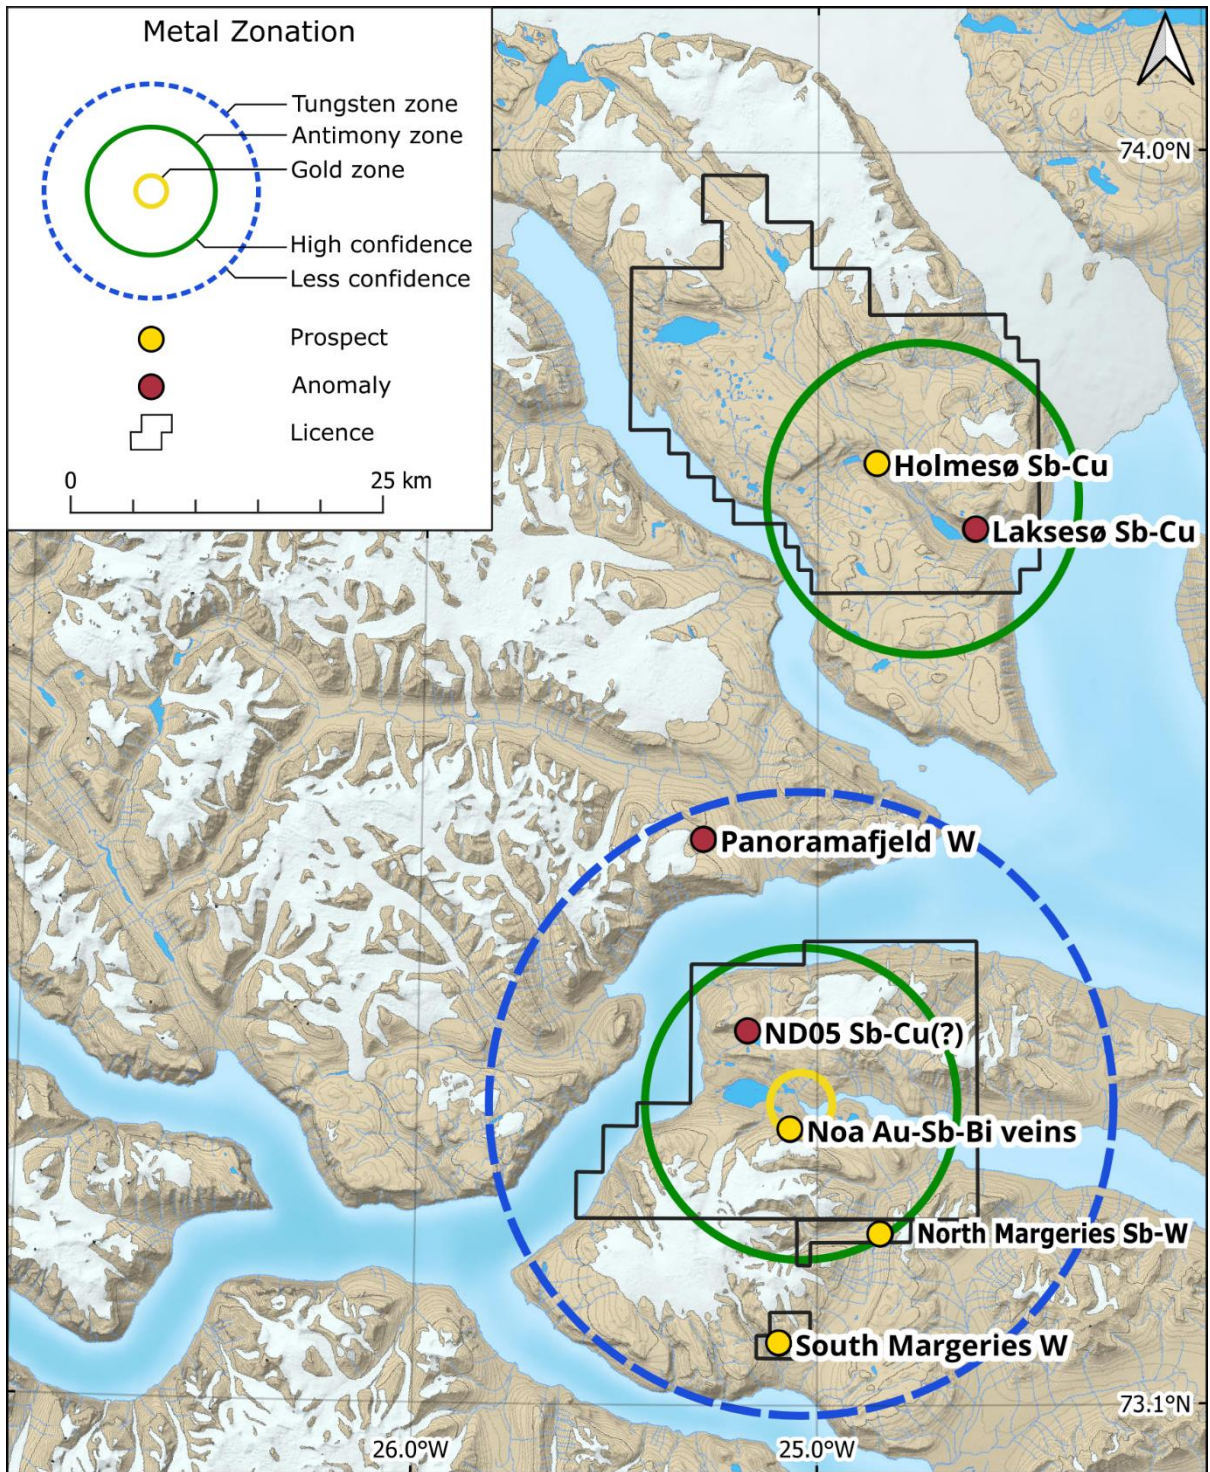 Metal Zonation
Tungsten zone
Antimony zone
Gold zone
High confidence
Less confidence
Prospect
Anomaly
Licence
0 25 km
74.0°N
Holmesø Sb-Cu
Laksesø Sb-Cu
Panoramafjeld W
ND05 Sb-Cu(?)
Noa Au-Sb-Bi veins
North Margeries Sb-W
South Margeries W
73.1°N
26.0°W 25.0°W